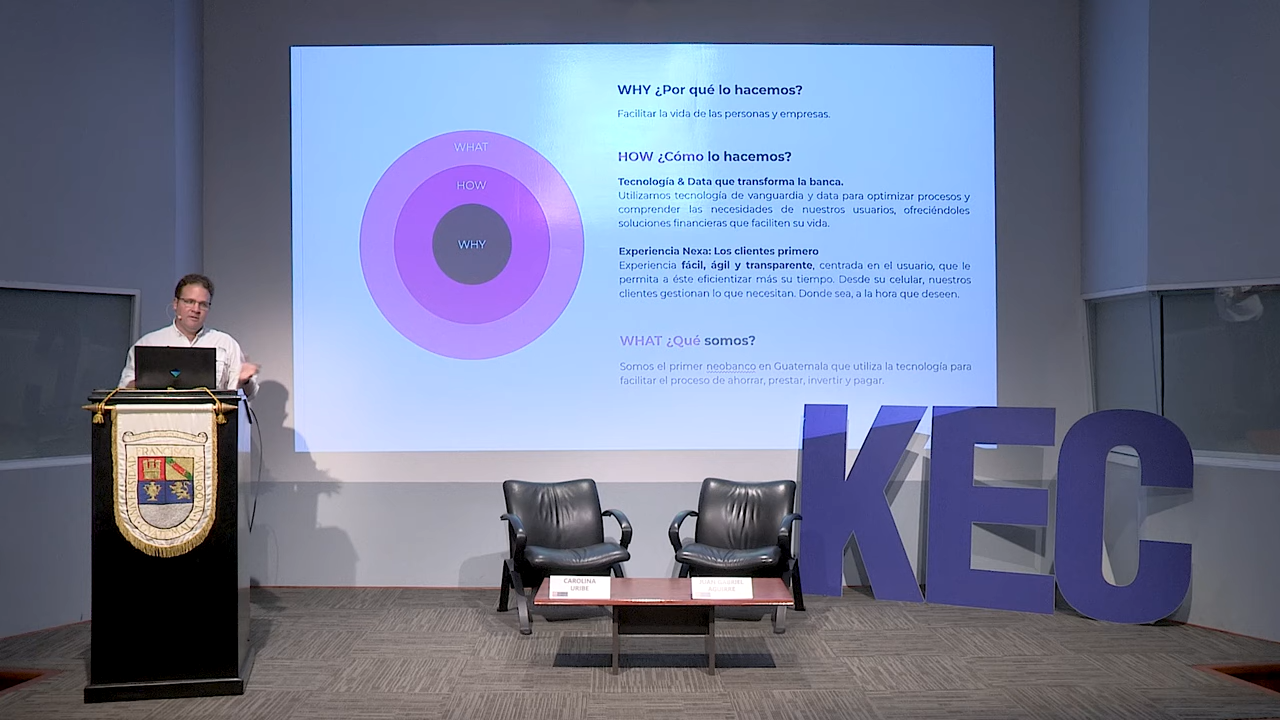 WHY ¿Por qué lo hacemos?
Facilitar la vida de las personas y empresas.
HOW ¿Cómo lo hacemos?
Tecnología & Data que transforma la banca.
Utilizamos tecnología de vanguardia y data para optimizar procesos y
comprender las necesidades de nuestros usuarios, ofreciéndoles
soluciones financieras que faciliten su vida.
Experiencia Nexa: Los clientes primero
Experiencia fácil, ágil y transparente, centrada en el usuario, que le
permita a éste eficientizar más su tiempo. Desde su celular, nuestros
clientes gestionan lo que necesitan. Donde sea, a la hora que deseen.
WHAT ¿Qué somos?
Somos el primer neobanco en Guatemala que utiliza la tecnología para
facilitar el proceso de ahorrar, prestar, invertir y pagar.
WHAT
HOW
WHY
KEC
CAROLINA
URIBE